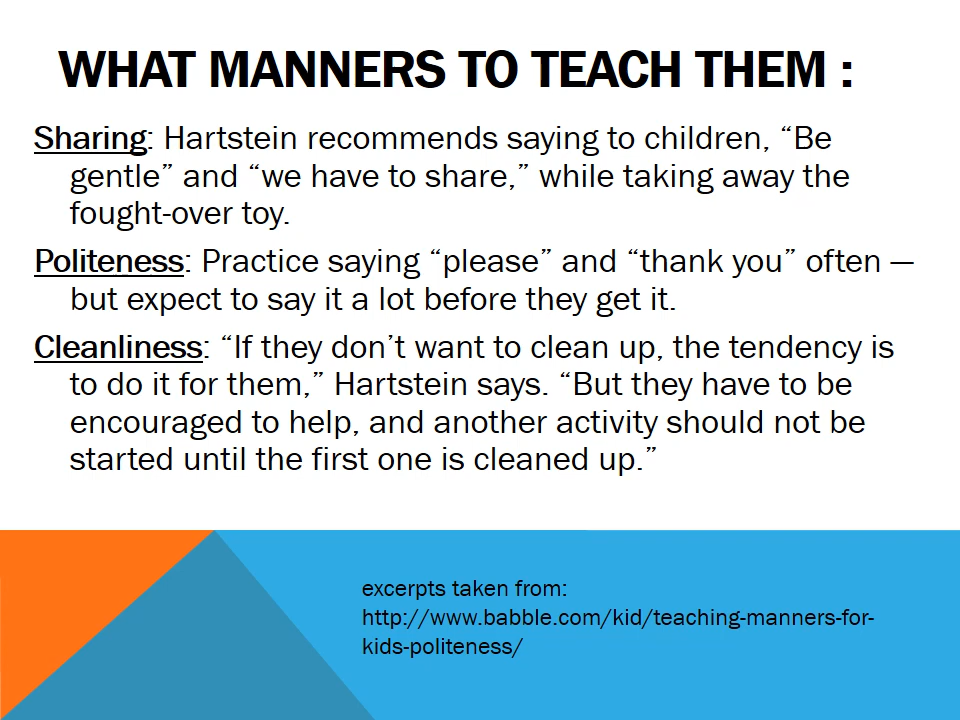 WHAT MANNERS TO TEACH THEM :
Sharing: Hartstein recommends saying to children, “Be
gentle” and “we have to share,” while taking away the
fought-over toy.
Politeness: Practice saying “please” and “thank you” often —
but expect to say it a lot before they get it.
Cleanliness: “If they don’t want to clean up, the tendency is
to do it for them,” Hartstein says. “But they have to be
encouraged to help, and another activity should not be
started until the first one is cleaned up.”
excerpts taken from:
http://www.babble.com/kid/teaching-manners-for-
kids-politeness/